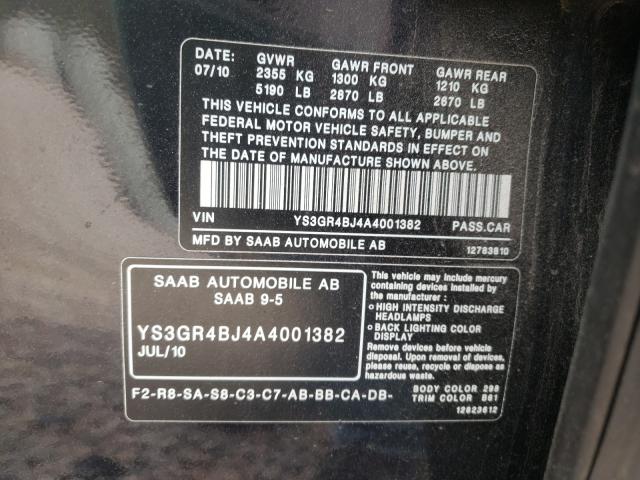 DATE: GVWR GAWR FRONT GAWR REAR
07/10 2355 KG 1300 KG 1210 KG
5190 LB 2870 LB 2670 LB
THIS VEHICLE CONFORMS TO ALL APPLICABLE
FEDERAL MOTOR VEHICLE SAFETY, BUMPER AND
THEFT PREVENTION STANDARDS IN EFFECT ON
THE DATE OF MANUFACTURE SHOWN ABOVE.
VIN YS3GR4BJ4A4001382 PASS.CAR
MFD BY SAAB AUTOMOBILE AB 12783810
SAAB AUTOMOBILE AB
SAAB 9-5
YS3GR4BJ4A4001382
JUL/10
This vehicle may include mercury
containing devices installed by
the manufacturer :
o HIGH INTENSITY DISCHARGE
HEADLAMPS
o BACK LIGHTING COLOR
DISPLAY
Remove devices before vehicle
disposal. Upon removal of devices,
please reuse, recycle or dispose as
hazardous waste.
F2-R8-SA-S8-C3-C7-AB-BB-CA-DB-
BODY COLOR 298
TRIM COLOR B61
12823612